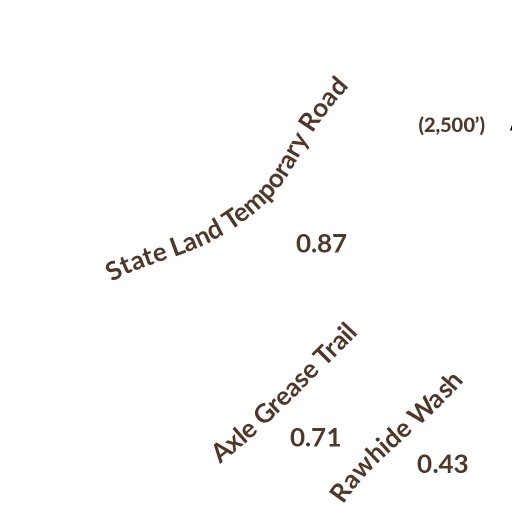 State Land Temporary Road
(2,500’)
0.87
Axle Grease Trail
0.71
Rawhide Wash
0.43